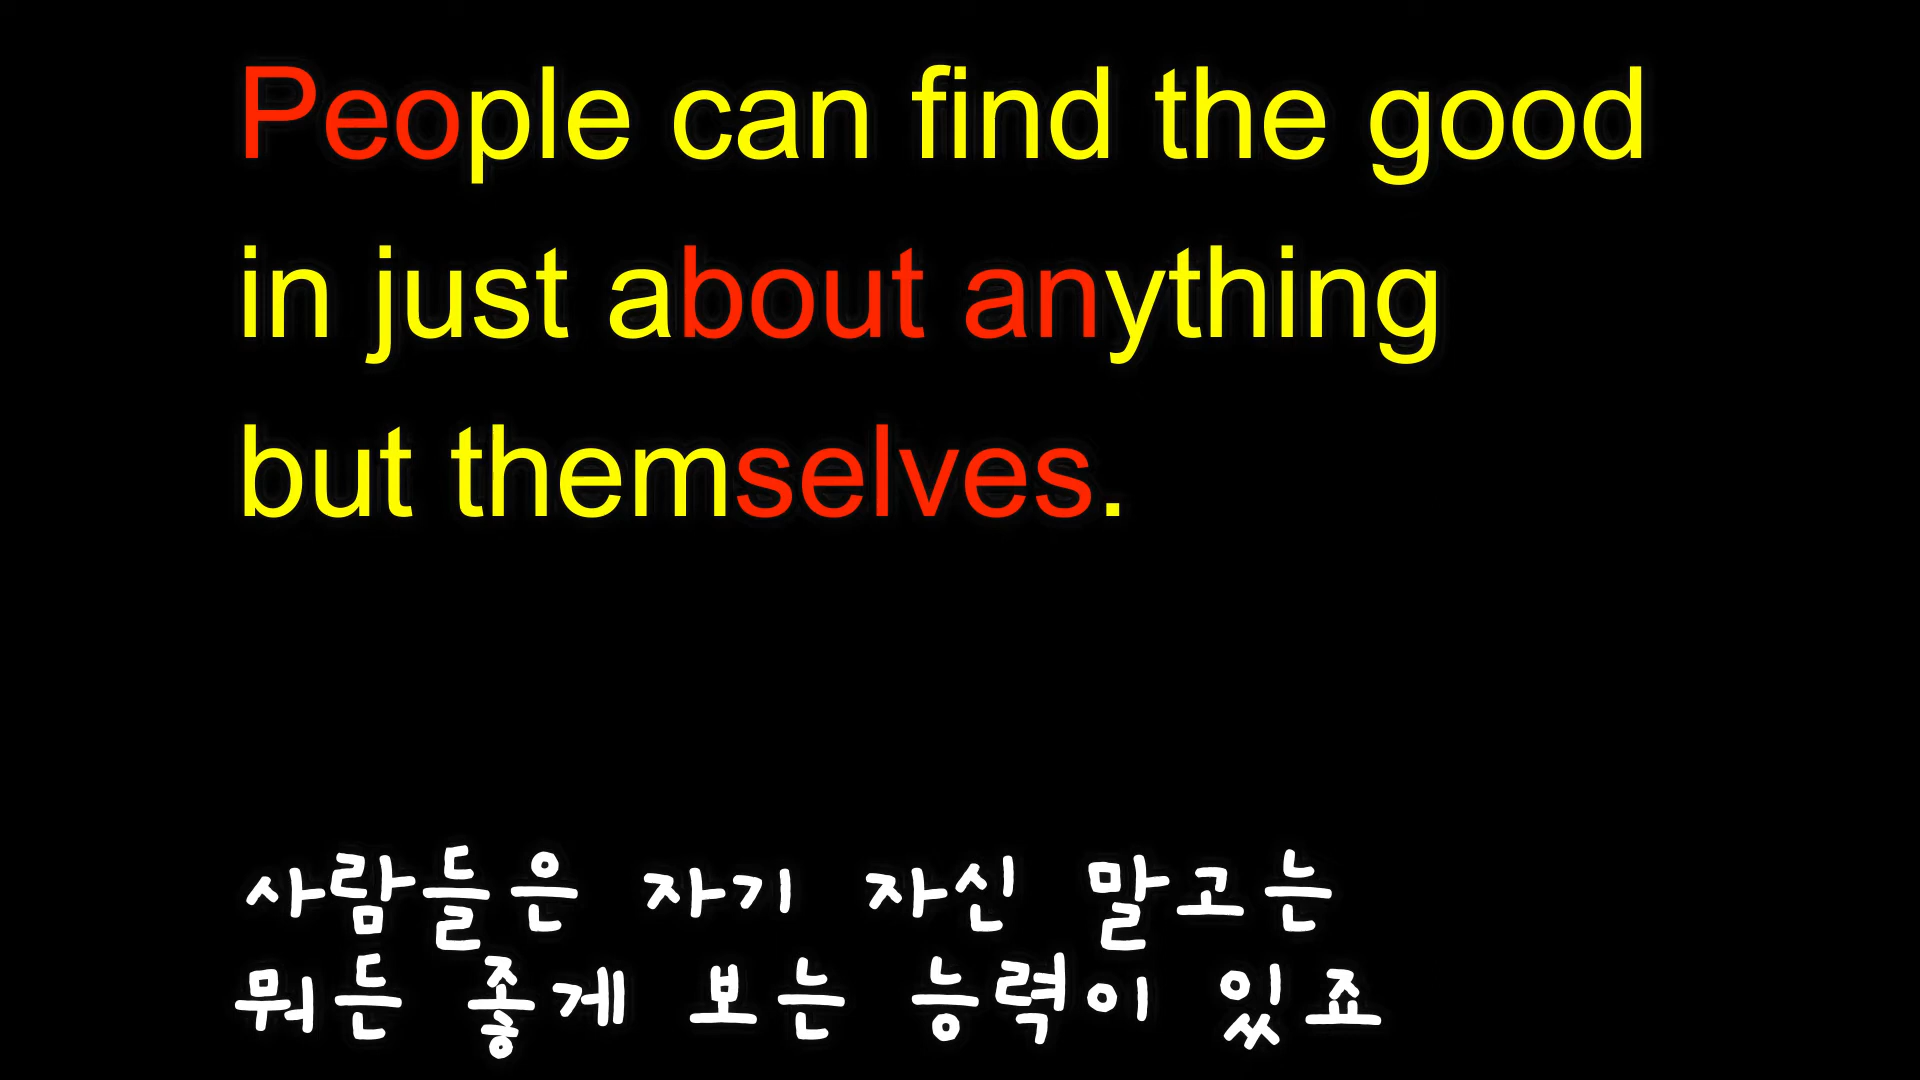 People can find the good
in just about anything
but themselves.
사람들은 자기 자신 말고는
뭐든 좋게 보는 능력이 있죠